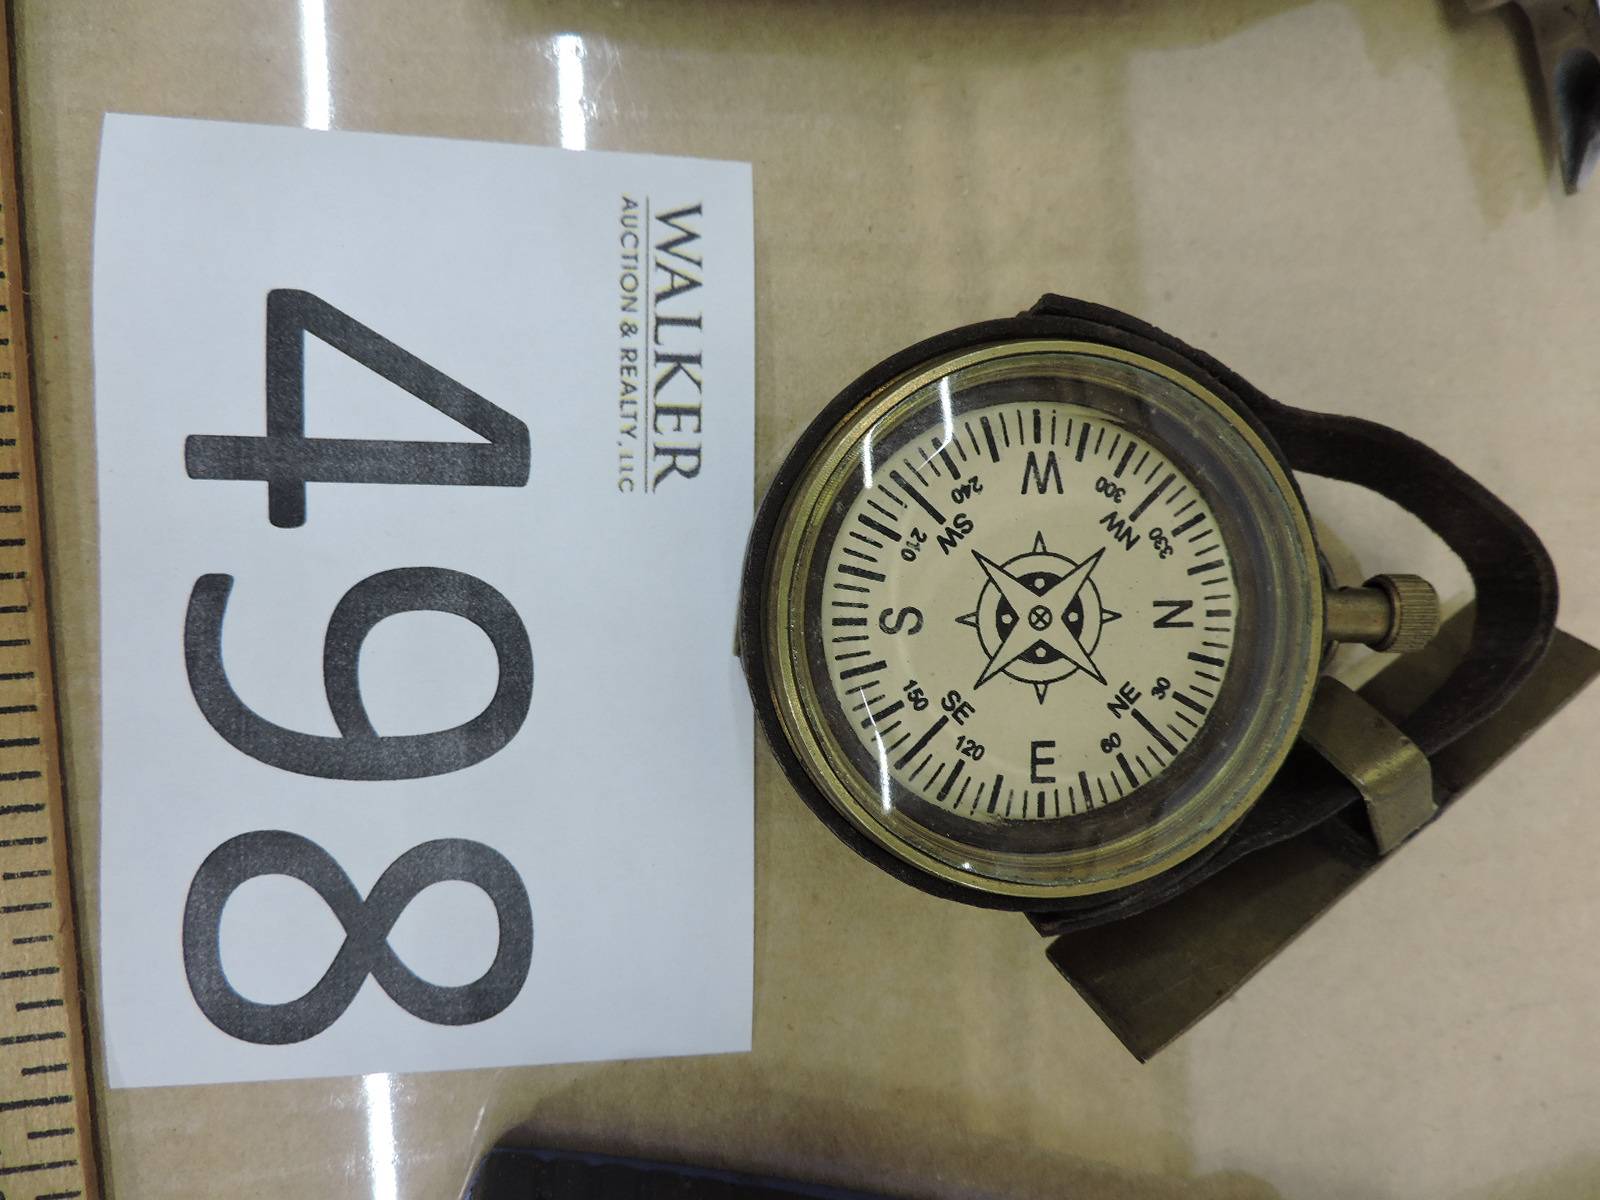 WALKER
AUCTION & REALTY, LLC
498
N
30
NE
60
E
120
SE
150
S
210
SW
240
W
300
NW
330